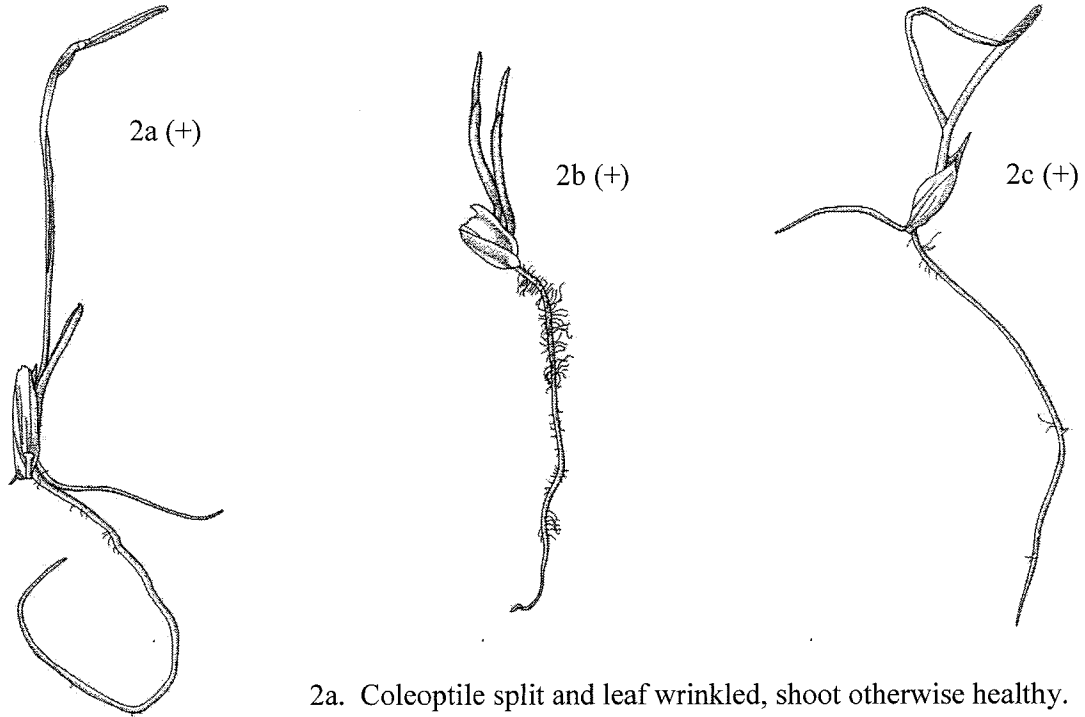 2a (+)
2b (+)
2c (+)
2a. Coleoptile split and leaf wrinkled, shoot otherwise healthy.